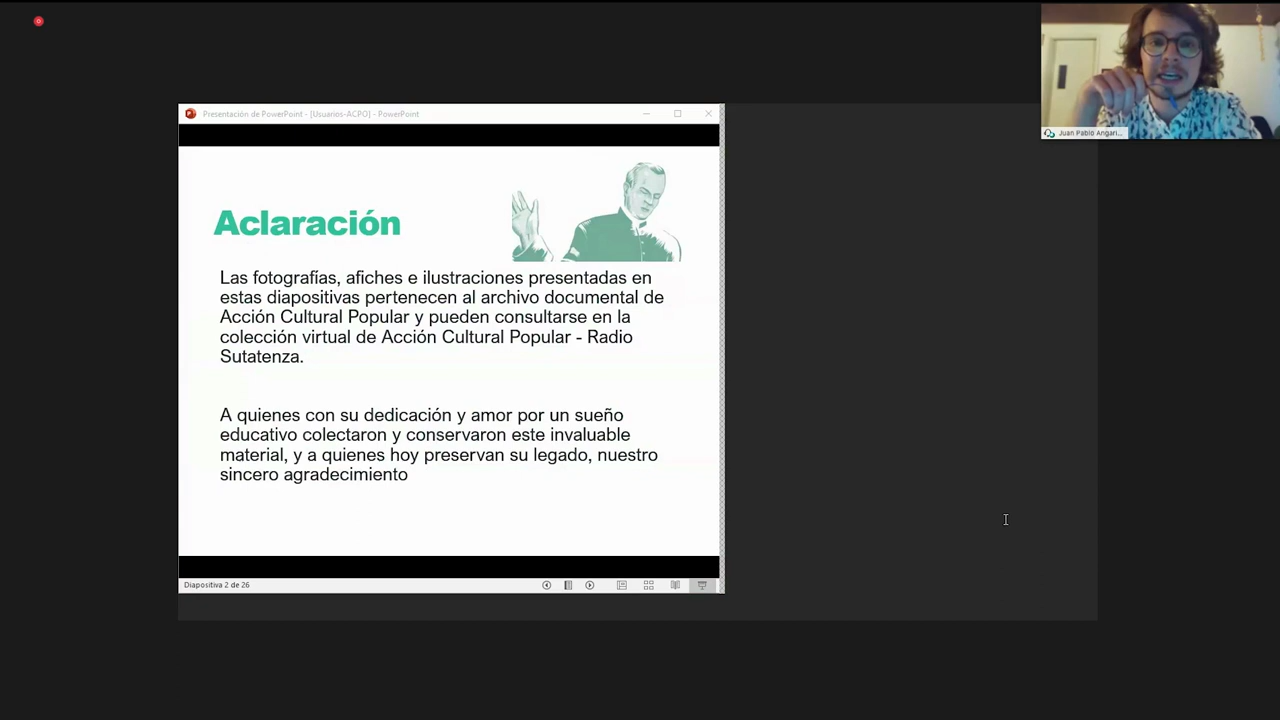 Juan Pablo Angari...
Presentación de PowerPoint - [Usuarios-ACPO] - PowerPoint
Aclaración
Las fotografías, afiches e ilustraciones presentadas en
estas diapositivas pertenecen al archivo documental de
Acción Cultural Popular y pueden consultarse en la
colección virtual de Acción Cultural Popular - Radio
Sutatenza.
A quienes con su dedicación y amor por un sueño
educativo colectaron y conservaron este invaluable
material, y a quienes hoy preservan su legado, nuestro
sincero agradecimiento
Diapositiva 2 de 26